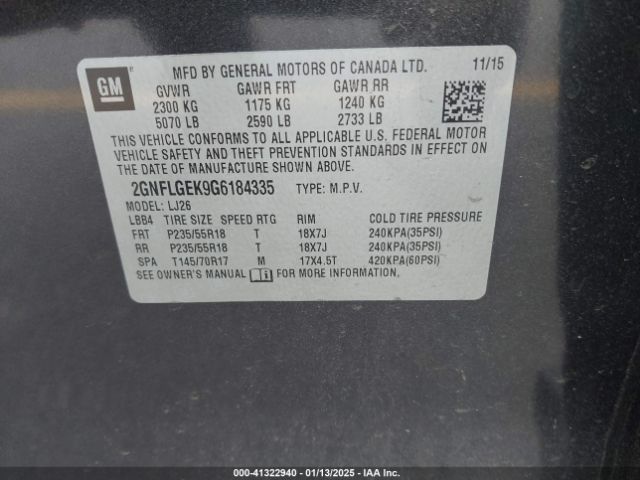 GM
MFD BY GENERAL MOTORS OF CANADA LTD. 11/15
GVWR GAWR FRT GAWR RR
2300 KG 1175 KG 1240 KG
5070 LB 2590 LB 2733 LB
THIS VEHICLE CONFORMS TO ALL APPLICABLE U.S. FEDERAL MOTOR
VEHICLE SAFETY AND THEFT PREVENTION STANDARDS IN EFFECT ON
THE DATE OF MANUFACTURE SHOWN ABOVE.
2GNFLGEK9G6184335 TYPE: M.P.V.
MODEL: LJ26
LBB4 TIRE SIZE SPEED RTG RIM COLD TIRE PRESSURE
FRT P235/55R18 T 18X7J 240KPA(35PSI)
RR P235/55R18 T 18X7J 240KPA(35PSI)
SPA T145/70R17 M 17X4.5T 420KPA(60PSI)
SEE OWNER'S MANUAL FOR MORE INFORMATION.
000-41322940 - 01/13/2025 - IAA Inc.